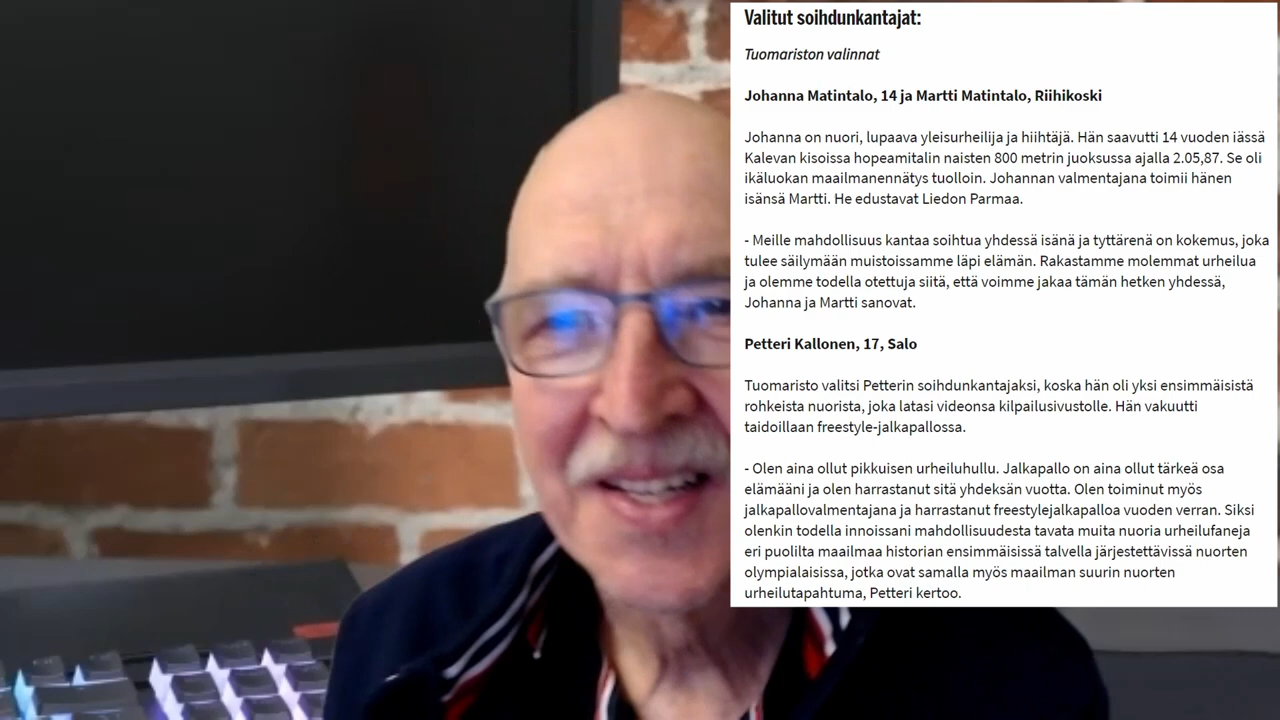 Valitut soihdunkantajat:
Tuomariston valinnat
Johanna Matintalo, 14 ja Martti Matintalo, Riihikoski
Johanna on nuori, lupaava yleisurheilija ja hiihtäjä. Hän saavutti 14 vuoden iässä
Kalevan kisoissa hopeamitalin naisten 800 metrin juoksussa ajalla 2.05,87. Se oli
ikäluokan maailmanennätys tuolloin. Johannan valmentajana toimii hänen
isänsä Martti. He edustavat Liedon Parmaa.
- Meille mahdollisuus kantaa soihtua yhdessä isänä ja tyttärenä on kokemus, joka
tulee säilymään muistoissamme läpi elämän. Rakastamme molemmat urheilua
ja olemme todella otettuja siitä, että voimme jakaa tämän hetken yhdessä,
Johanna ja Martti sanovat.
Petteri Kallonen, 17, Salo
Tuomaristo valitsi Petterin soihdunkantajaksi, koska hän oli yksi ensimmäisistä
rohkeista nuorista, joka latasi videonsa kilpailusivustolle. Hän vakuutti
taidoillaan freestyle-jalkapallossa.
- Olen aina ollut pikkuisen urheiluhullu. Jalkapallo on aina ollut tärkeä osa
elämääni ja olen harrastanut sitä yhdeksän vuotta. Olen toiminut myös
jalkapallovalmentajana ja harrastanut freestylejalkapalloa vuoden verran. Siksi
olenkin todella innoissani mahdollisuudesta tavata muita nuoria urheilufaneja
eri puolilta maailmaa historian ensimmäisissä talvella järjestettävissä nuorten
olympialaisissa, jotka ovat samalla myös maailman suurin nuorten
urheilutapahtuma, Petteri kertoo.